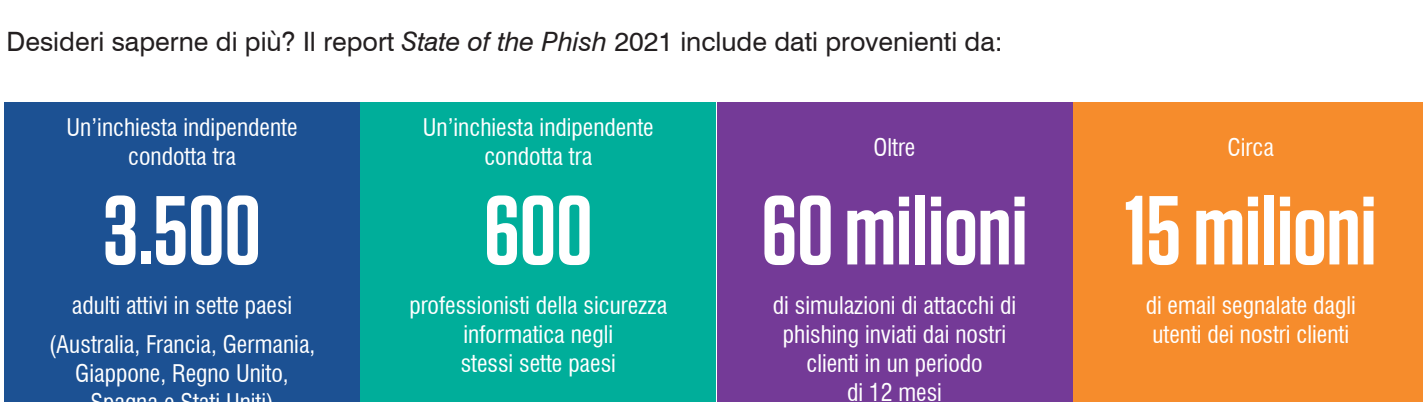 Desideri saperne di più? Il report State of the Phish 2021 include dati provenienti da:
Un'inchiesta indipendente
condotta tra
3.500
adulti attivi in sette paesi
(Australia, Francia, Germania,
Giappone, Regno Unito,
Spagna e Stati Uniti)
Un'inchiesta indipendente
condotta tra
600
professionisti della sicurezza
informatica negli
stessi sette paesi
Oltre
60 milioni
di simulazioni di attacchi di
phishing inviati dai nostri
clienti in un periodo
di 12 mesi
Circa
15 milioni
di email segnalate dagli
utenti dei nostri clienti